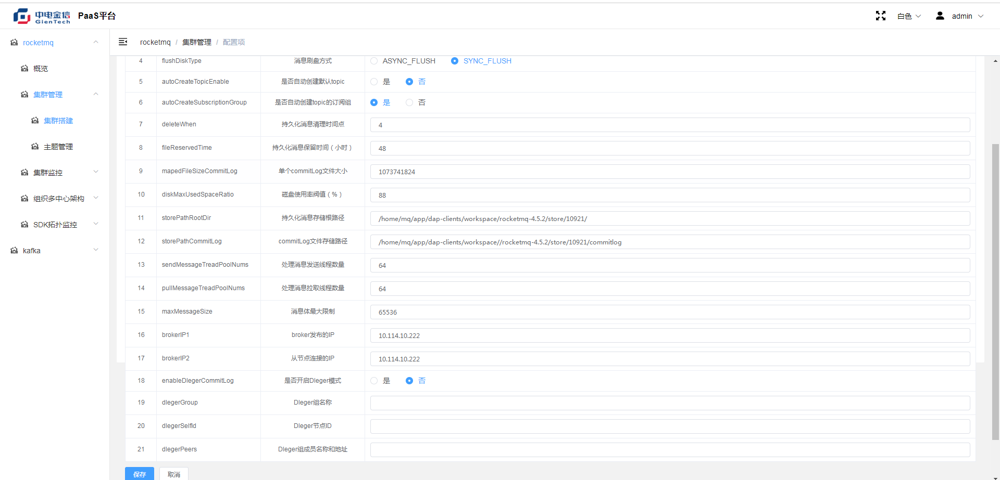 中电金信
GienTech
PaaS平台
白色
admin
rocketmq
概览
集群管理
集群搭建
主题管理
集群监控
组织多中心架构
SDK拓扑监控
kafka
rocketmq / 集群管理 / 配置项
4 flushDiskType 消息刷盘方式 ASYNC_FLUSH SYNC_FLUSH
5 autoCreateTopicEnable 是否自动创建默认topic 是 否
6 autoCreateSubscriptionGroup 是否自动创建topic的订阅组 是 否
7 deleteWhen 持久化消息清理时间点 4
8 fileReservedTime 持久化消息保留时间（小时） 48
9 mapedFileSizeCommitLog 单个commitLog文件大小 1073741824
10 diskMaxUsedSpaceRatio 磁盘使用率阀值（%） 88
11 storePathRootDir 持久化消息存储根路径 /home/mq/app/dap-clients/workspace/rocketmq-4.5.2/store/10921/
12 storePathCommitLog commitLog文件存储路径 /home/mq/app/dap-clients/workspace//rocketmq-4.5.2/store/10921/commitlog
13 sendMessageTreadPoolNums 处理消息发送线程数量 64
14 pullMessageTreadPoolNums 处理消息拉取线程数量 64
15 maxMessageSize 消息体最大限制 65536
16 brokerIP1 broker发布的IP 10.114.10.222
17 brokerIP2 从节点连接的IP 10.114.10.222
18 enableDlegerCommitLog 是否开启Dleger模式 是 否
19 dlegerGroup Dleger组名称
20 dlegerSelfId Dleger节点ID
21 dlegerPeers Dleger组成员名称和地址
保存 取消